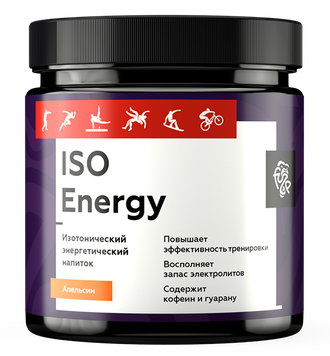 ISO
Energy
Изотонический
энергетический
напиток
Апельсин
Повышает
эффективность тренировки
Восполняет
запас электролитов
Содержит
кофеин и гуарану